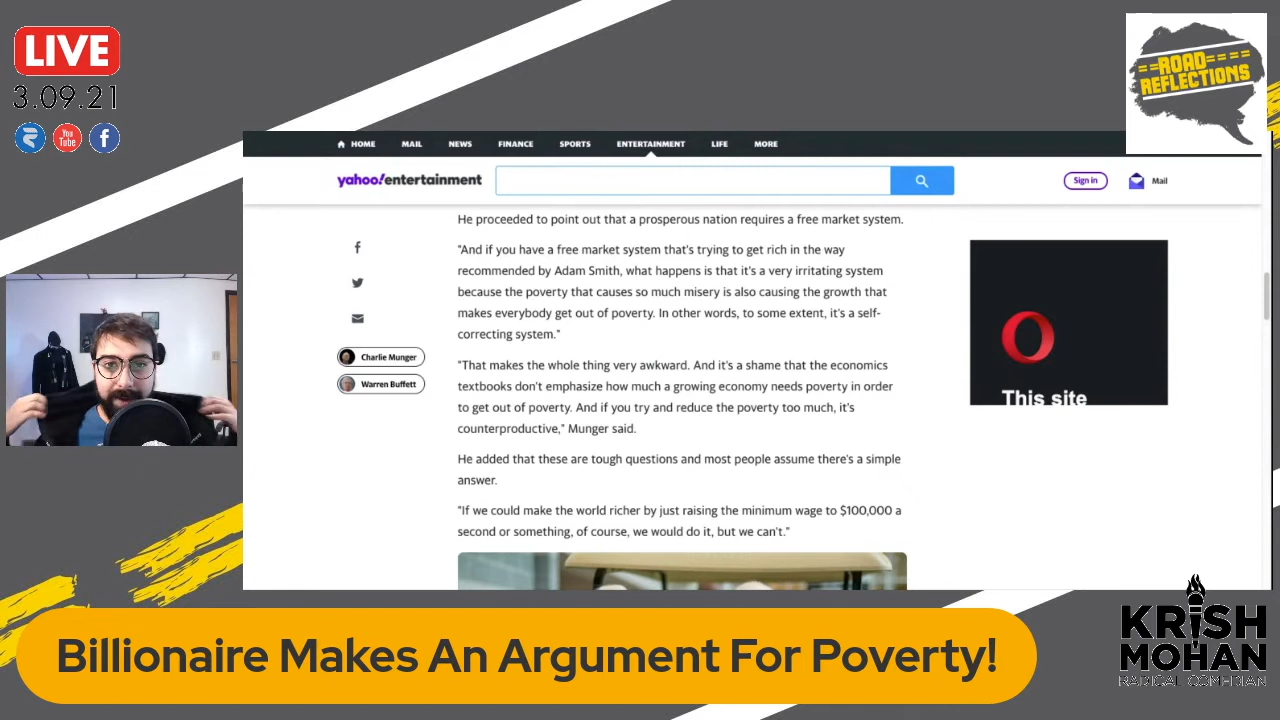 LIVE
3.09.21
You
Tube
f
==ROAD====
REFLECTIONS
HOME MAIL NEWS FINANCE SPORTS ENTERTAINMENT LIFE MORE
yahoo!entertainment
Sign in
Mail
He proceeded to point out that a prosperous nation requires a free market system.
"And if you have a free market system that's trying to get rich in the way
recommended by Adam Smith, what happens is that it's a very irritating system
because the poverty that causes so much misery is also causing the growth that
makes everybody get out of poverty. In other words, to some extent, it's a self-
correcting system."
Charlie Munger
Warren Buffett
"That makes the whole thing very awkward. And it's a shame that the economics
textbooks don't emphasize how much a growing economy needs poverty in order
to get out of poverty. And if you try and reduce the poverty too much, it's
counterproductive," Munger said.
He added that these are tough questions and most people assume there's a simple
answer.
"If we could make the world richer by just raising the minimum wage to $100,000 a
second or something, of course, we would do it, but we can't."
This site
Billionaire Makes An Argument For Poverty!
KRISH
MOHAN
RADICAL COMEDIAN